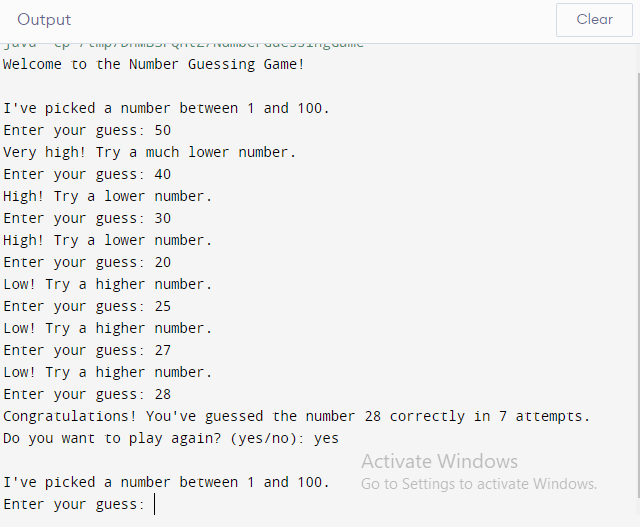 Output
Clear
Welcome to the Number Guessing Game!
I've picked a number between 1 and 100.
Enter your guess: 50
Very high! Try a much lower number.
Enter your guess: 40
High! Try a lower number.
Enter your guess: 30
High! Try a lower number.
Enter your guess: 20
Low! Try a higher number.
Enter your guess: 25
Low! Try a higher number.
Enter your guess: 27
Low! Try a higher number.
Enter your guess: 28
Congratulations! You've guessed the number 28 correctly in 7 attempts.
Do you want to play again? (yes/no): yes
I've picked a number between 1 and 100.
Enter your guess:
Activate Windows
Go to Settings to activate Windows.